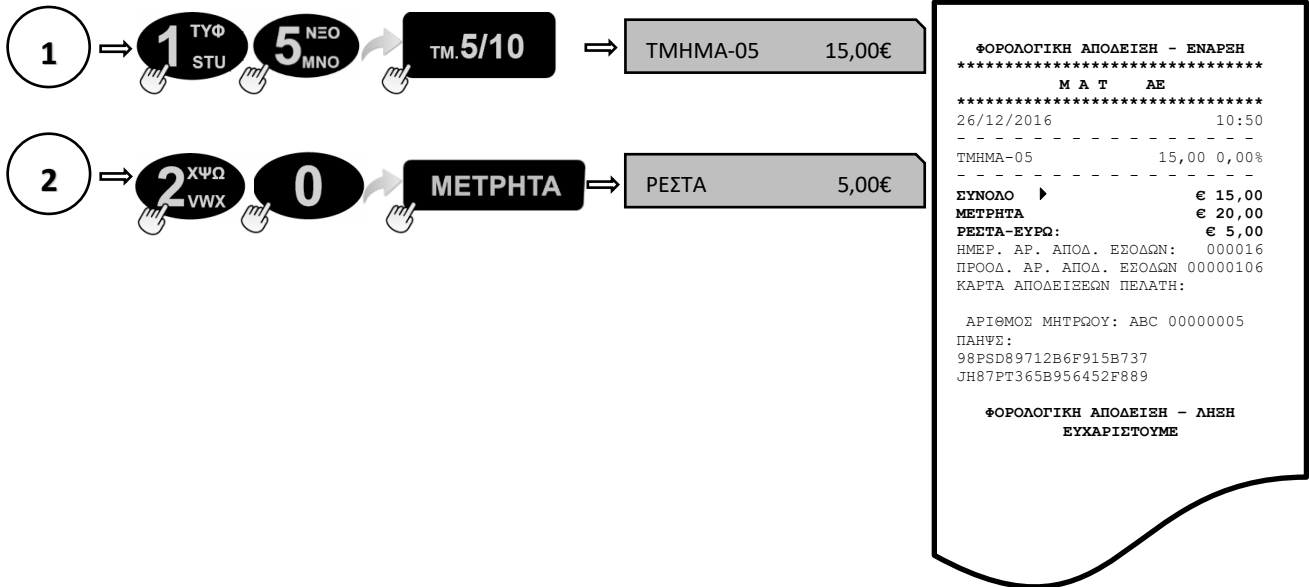 1
1 ΤΥΦ STU
5 ΝΞΟ MNO
ΤΜ.5/10
ΤΜΗΜΑ-05 15,00€
2
2 ΧΨΩ VWX
0
ΜΕΤΡΗΤΑ
ΡΕΣΤΑ 5,00€
ΦΟΡΟΛΟΓΙΚΗ ΑΠΟΔΕΙΞΗ - ΕΝΑΡΞΗ
********************************
Μ Α Τ ΑΕ
********************************
26/12/2016 10:50
- - - - - - - - - - - - - - - -
ΤΜΗΜΑ-05 15,00 0,00%
- - - - - - - - - - - - - - - -
ΣΥΝΟΛΟ € 15,00
ΜΕΤΡΗΤΑ € 20,00
ΡΕΣΤΑ-ΕΥΡΩ: € 5,00
ΗΜΕΡ. ΑΡ. ΑΠΟΔ. ΕΣΟΔΩΝ: 000016
ΠΡΟΟΔ. ΑΡ. ΑΠΟΔ. ΕΣΟΔΩΝ 00000106
ΚΑΡΤΑ ΑΠΟΔΕΙΞΕΩΝ ΠΕΛΑΤΗ:
ΑΡΙΘΜΟΣ ΜΗΤΡΩΟΥ: ABC 00000005
ΠΑΗΨΣ:
98PSD89712B6F915B737
JH87PT365B956452F889
ΦΟΡΟΛΟΓΙΚΗ ΑΠΟΔΕΙΞΗ – ΛΗΞΗ
ΕΥΧΑΡΙΣΤΟΥΜΕ